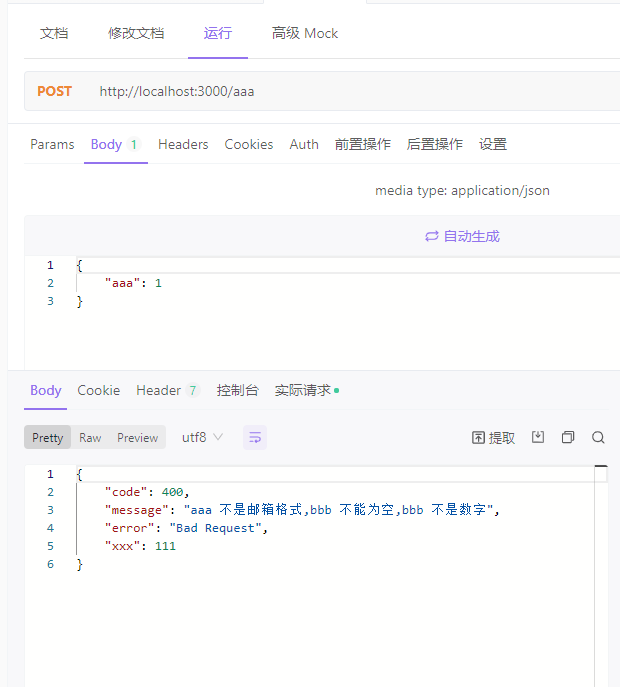 文档 修改文档 运行 高级 Mock
POST http://localhost:3000/aaa
Params Body 1 Headers Cookies Auth 前置操作 后置操作 设置
media type: application/json
自动生成
1 {
2 "aaa": 1
3 }
Body Cookie Header 7 控制台 实际请求
Pretty Raw Preview utf8 提取
1 {
2 "code": 400,
3 "message": "aaa 不是邮箱格式,bbb 不能为空,bbb 不是数字",
4 "error": "Bad Request",
5 "xxx": 111
6 }